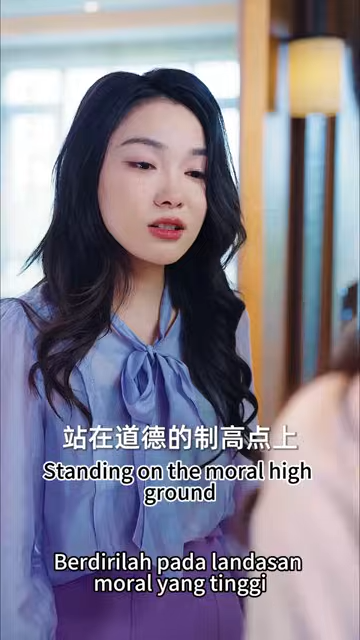 站在道德的制高点上
Standing on the moral high
ground
Berdirilah pada landasan
moral yang tinggi